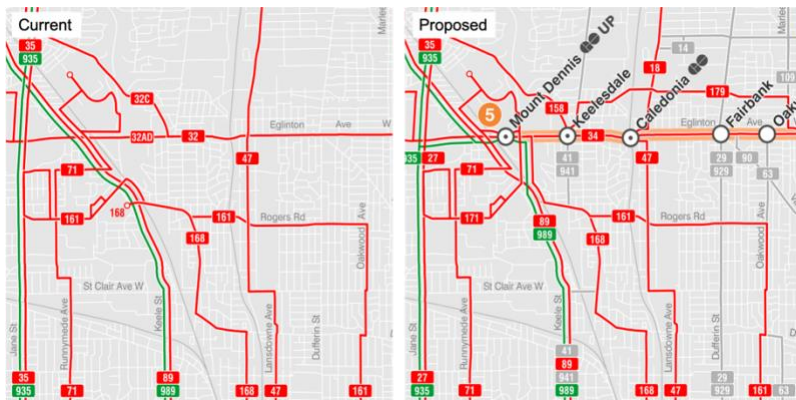 Current
35
935
Marlee
32C
Eglinton Ave W
32AD
32
71
47
161
168
161
Rogers Rd
168
Oakwood Ave
St Clair Ave W
Jane St
Runnymede Ave
Keele St
Lansdowne Ave
Dufferin St
35
935
71
89
989
168
47
161
Proposed
35
935
UP
14
Marlee
18
109
5
Mount Dennis
Keelesdale
Caledonia
Fairbank
Oakw
158
179
Eglinton Ave
34
935
27
41
941
47
29
929
90
63
71
171
89
989
161
Rogers Rd
168
Oakwood Ave
St Clair Ave W
Jane St
Runnymede Ave
Keele St
Lansdowne Ave
Dufferin St
27
935
71
41
89
941
989
168
47
29
929
161
63